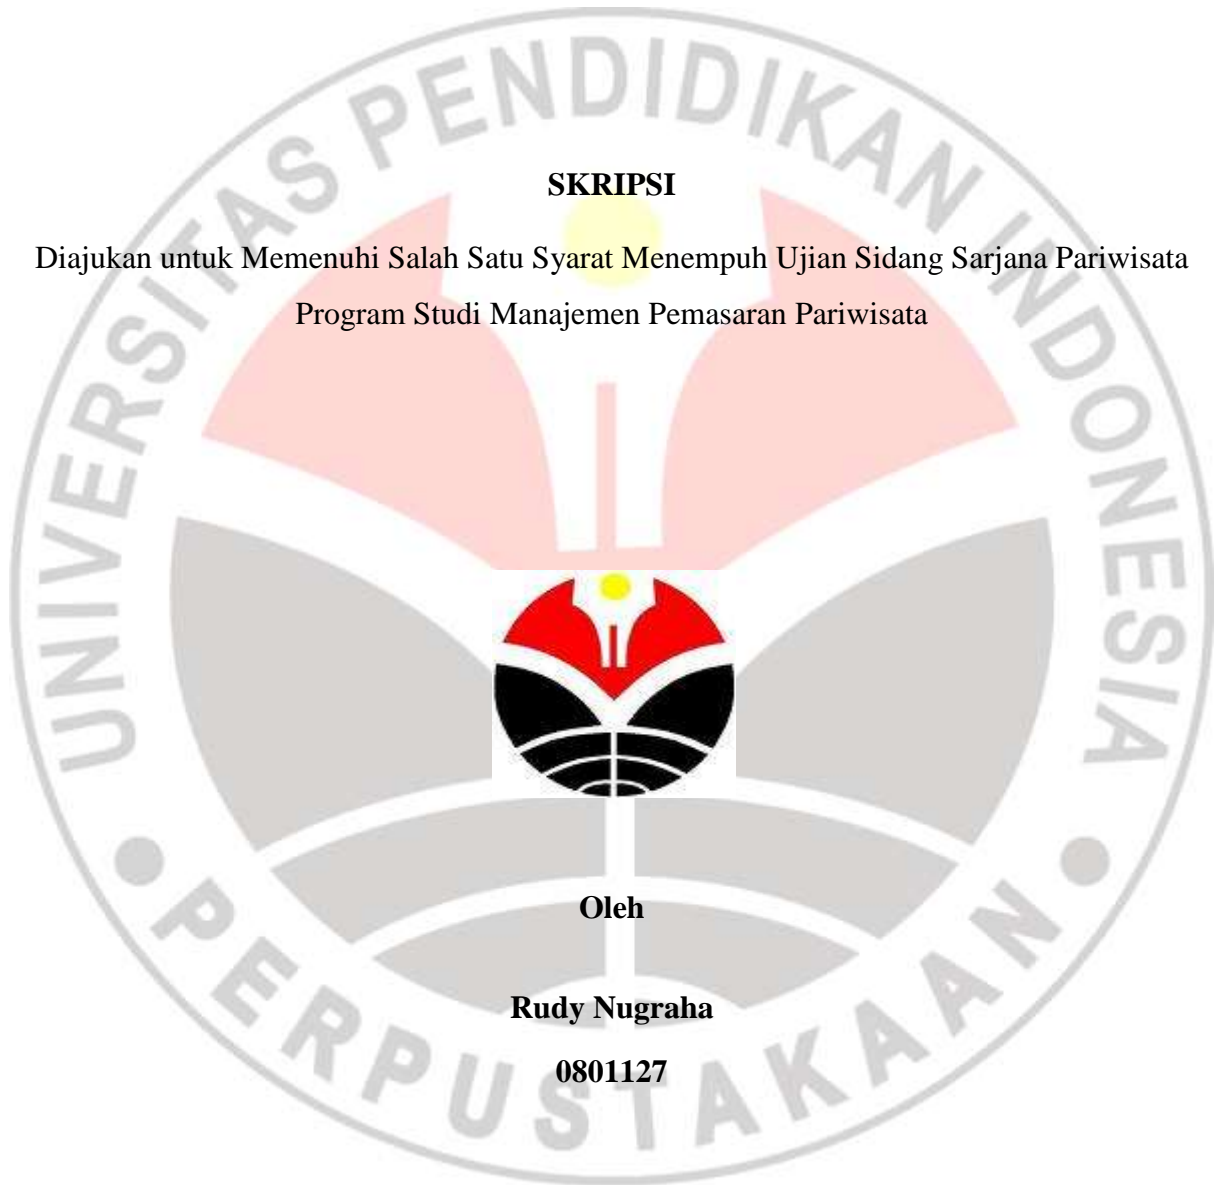 UNIVERSITAS PENDIDIKAN INDONESIA
SKRIPSI
Diajukan untuk Memenuhi Salah Satu Syarat Menempuh Ujian Sidang Sarjana Pariwisata
Program Studi Manajemen Pemasaran Pariwisata
Oleh
Rudy Nugraha
0801127
PERPUSTAKAAN